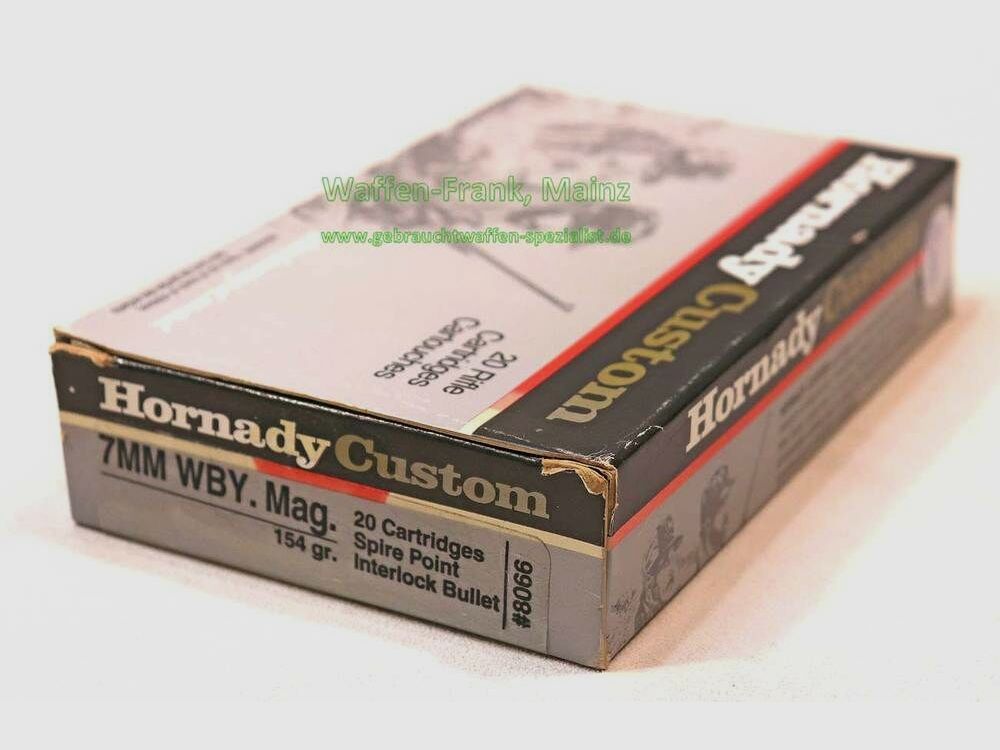 Waffen-Frank, Mainz
www.gebrauchtwaffen-spezialist.de
Hornady Custom
20 Rifle
Cartridges
Cartouches
Hornady Custom
Hornady Custom
7MM WBY. Mag.
154 gr.
20 Cartridges
Spire Point
Interlock Bullet
#8066